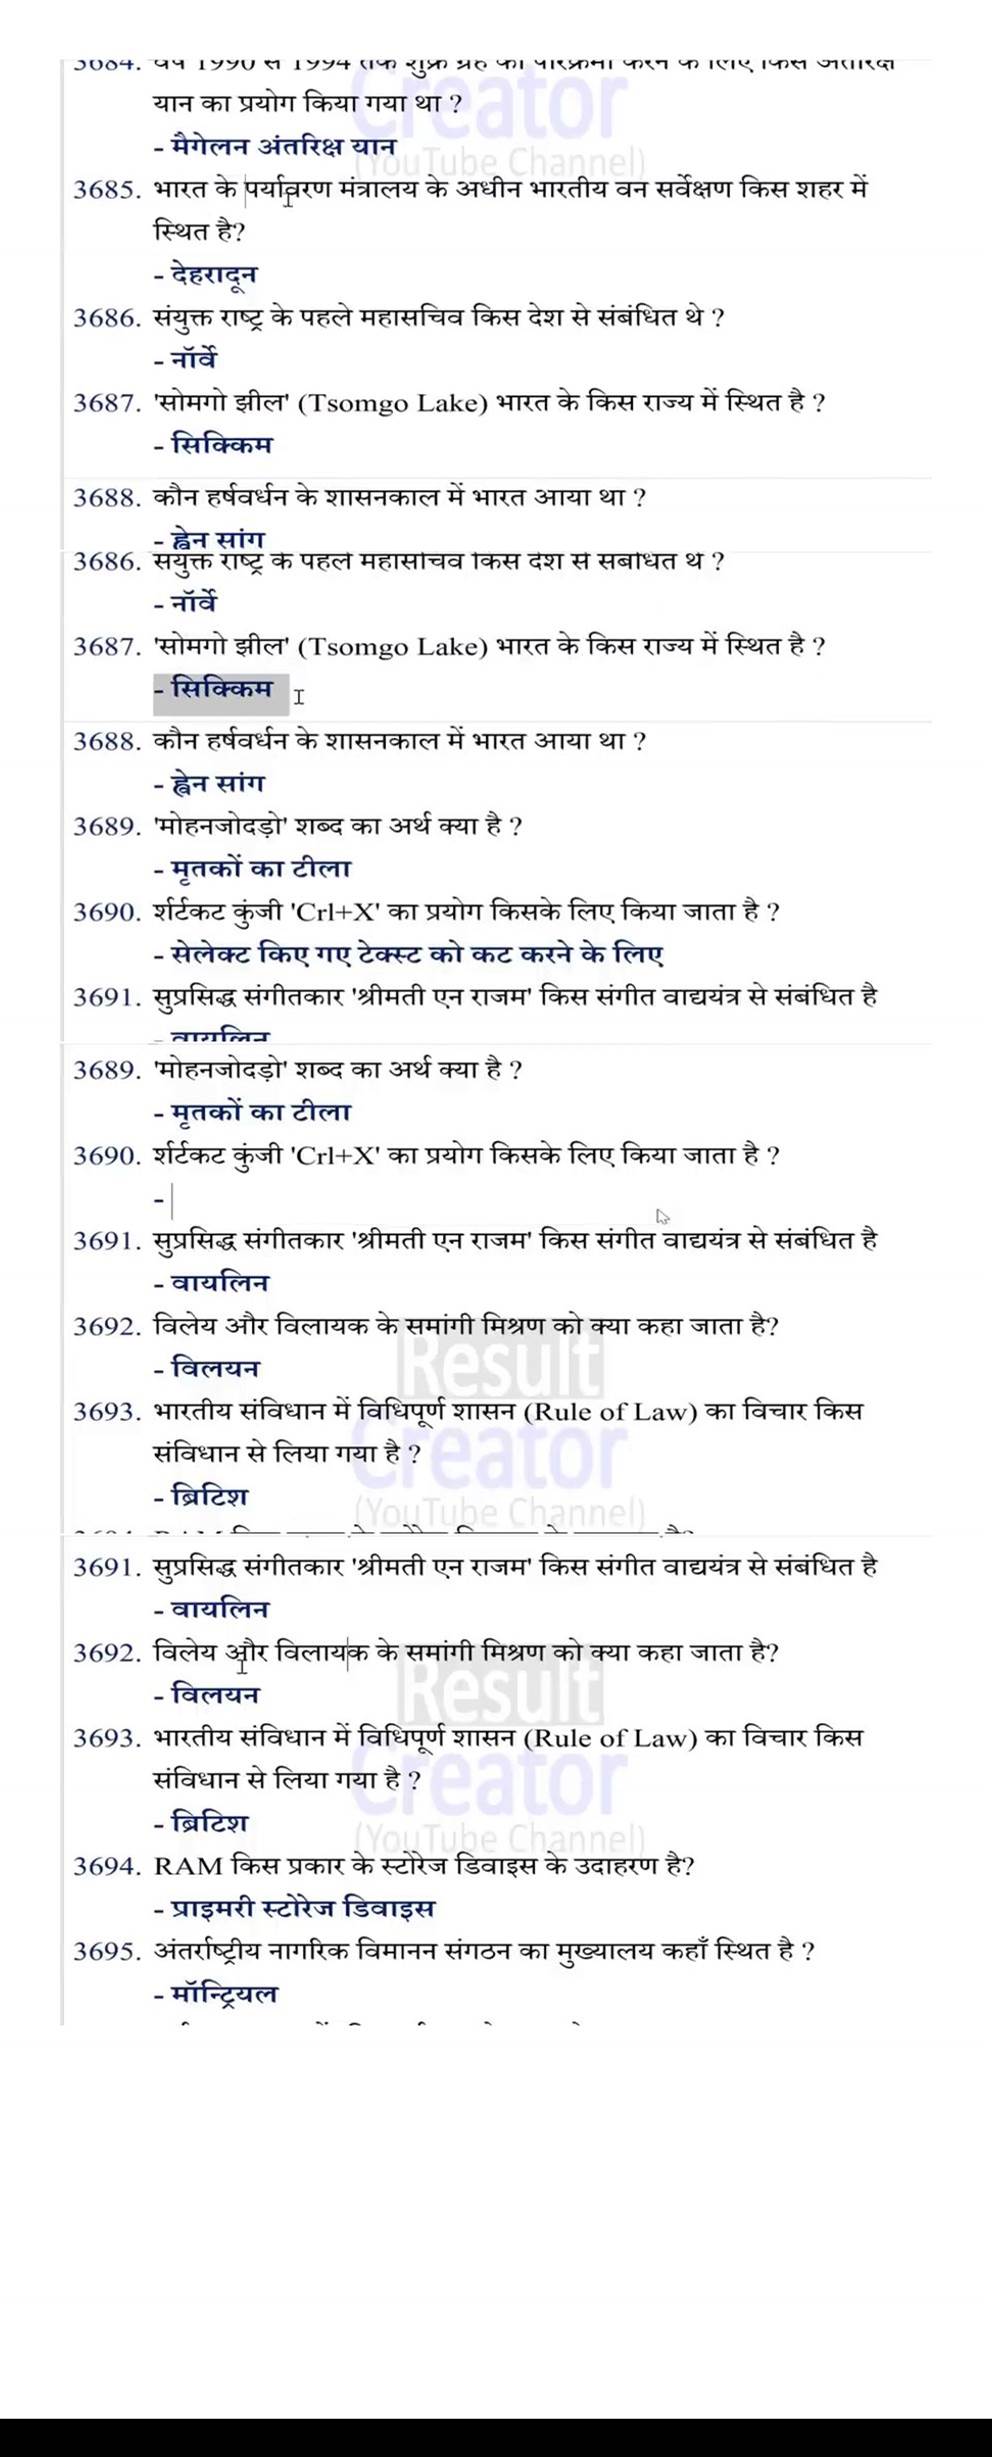 3684. वर्ष 1990 से 1994 तक शुक्र ग्रह की परिक्रमा करने के लिए किस अंतरिक्ष
यान का प्रयोग किया गया था ?
- मैगेलन अंतरिक्ष यान
3685. भारत के पर्यावरण मंत्रालय के अधीन भारतीय वन सर्वेक्षण किस शहर में
स्थित है?
- देहरादून
3686. संयुक्त राष्ट्र के पहले महासचिव किस देश से संबंधित थे ?
- नॉर्वे
3687. 'सोमगो झील' (Tsomgo Lake) भारत के किस राज्य में स्थित है ?
- सिक्किम
3688. कौन हर्षवर्धन के शासनकाल में भारत आया था ?
- ह्वेन सांग
3686. संयुक्त राष्ट्र के पहले महासचिव किस देश से संबंधित थे ?
- नॉर्वे
3687. 'सोमगो झील' (Tsomgo Lake) भारत के किस राज्य में स्थित है ?
- सिक्किम
3688. कौन हर्षवर्धन के शासनकाल में भारत आया था ?
- ह्वेन सांग
3689. 'मोहनजोदड़ो' शब्द का अर्थ क्या है ?
- मृतकों का टीला
3690. र्शर्टकट कुंजी 'Crl+X' का प्रयोग किसके लिए किया जाता है ?
- सेलेक्ट किए गए टेक्स्ट को कट करने के लिए
3691. सुप्रसिद्ध संगीतकार 'श्रीमती एन राजम' किस संगीत वाद्ययंत्र से संबंधित है
- वायलिन
3689. 'मोहनजोदड़ो' शब्द का अर्थ क्या है ?
- मृतकों का टीला
3690. र्शर्टकट कुंजी 'Crl+X' का प्रयोग किसके लिए किया जाता है ?
-
3691. सुप्रसिद्ध संगीतकार 'श्रीमती एन राजम' किस संगीत वाद्ययंत्र से संबंधित है
- वायलिन
3692. विलेय और विलायक के समांगी मिश्रण को क्या कहा जाता है?
- विलयन
3693. भारतीय संविधान में विधिपूर्ण शासन (Rule of Law) का विचार किस
संविधान से लिया गया है ?
- ब्रिटिश
3691. सुप्रसिद्ध संगीतकार 'श्रीमती एन राजम' किस संगीत वाद्ययंत्र से संबंधित है
- वायलिन
3692. विलेय और विलायक के समांगी मिश्रण को क्या कहा जाता है?
- विलयन
3693. भारतीय संविधान में विधिपूर्ण शासन (Rule of Law) का विचार किस
संविधान से लिया गया है ?
- ब्रिटिश
3694. RAM किस प्रकार के स्टोरेज डिवाइस के उदाहरण है?
- प्राइमरी स्टोरेज डिवाइस
3695. अंतर्राष्ट्रीय नागरिक विमानन संगठन का मुख्यालय कहाँ स्थित है ?
- मॉन्ट्रियल
Creator
(YouTube Channel)
Result
Creator
(YouTube Channel)
Result
Creator
(YouTube Channel)